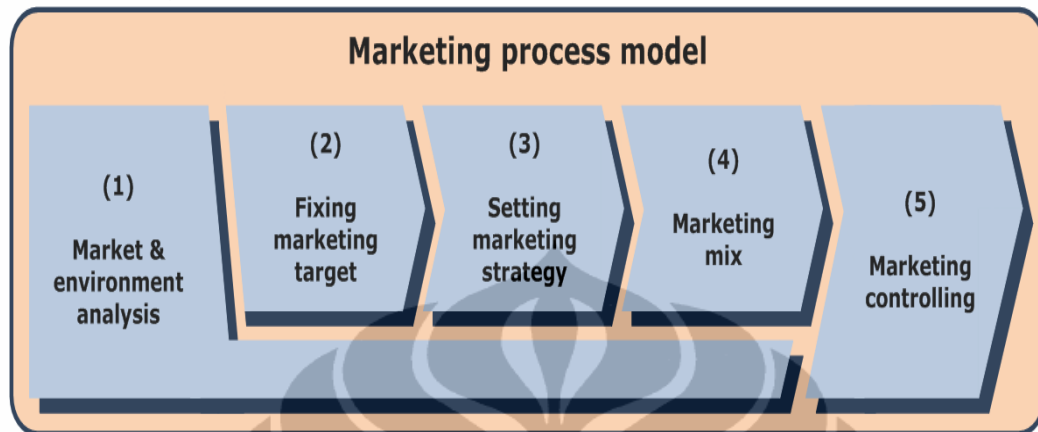 Marketing process model
(1)
Market &
environment
analysis
(2)
Fixing
marketing
target
(3)
Setting
marketing
strategy
(4)
Marketing
mix
(5)
Marketing
controlling